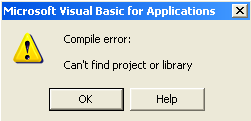 Microsoft Visual Basic for Applications
Compile error:
Can't find project or library
OK Help